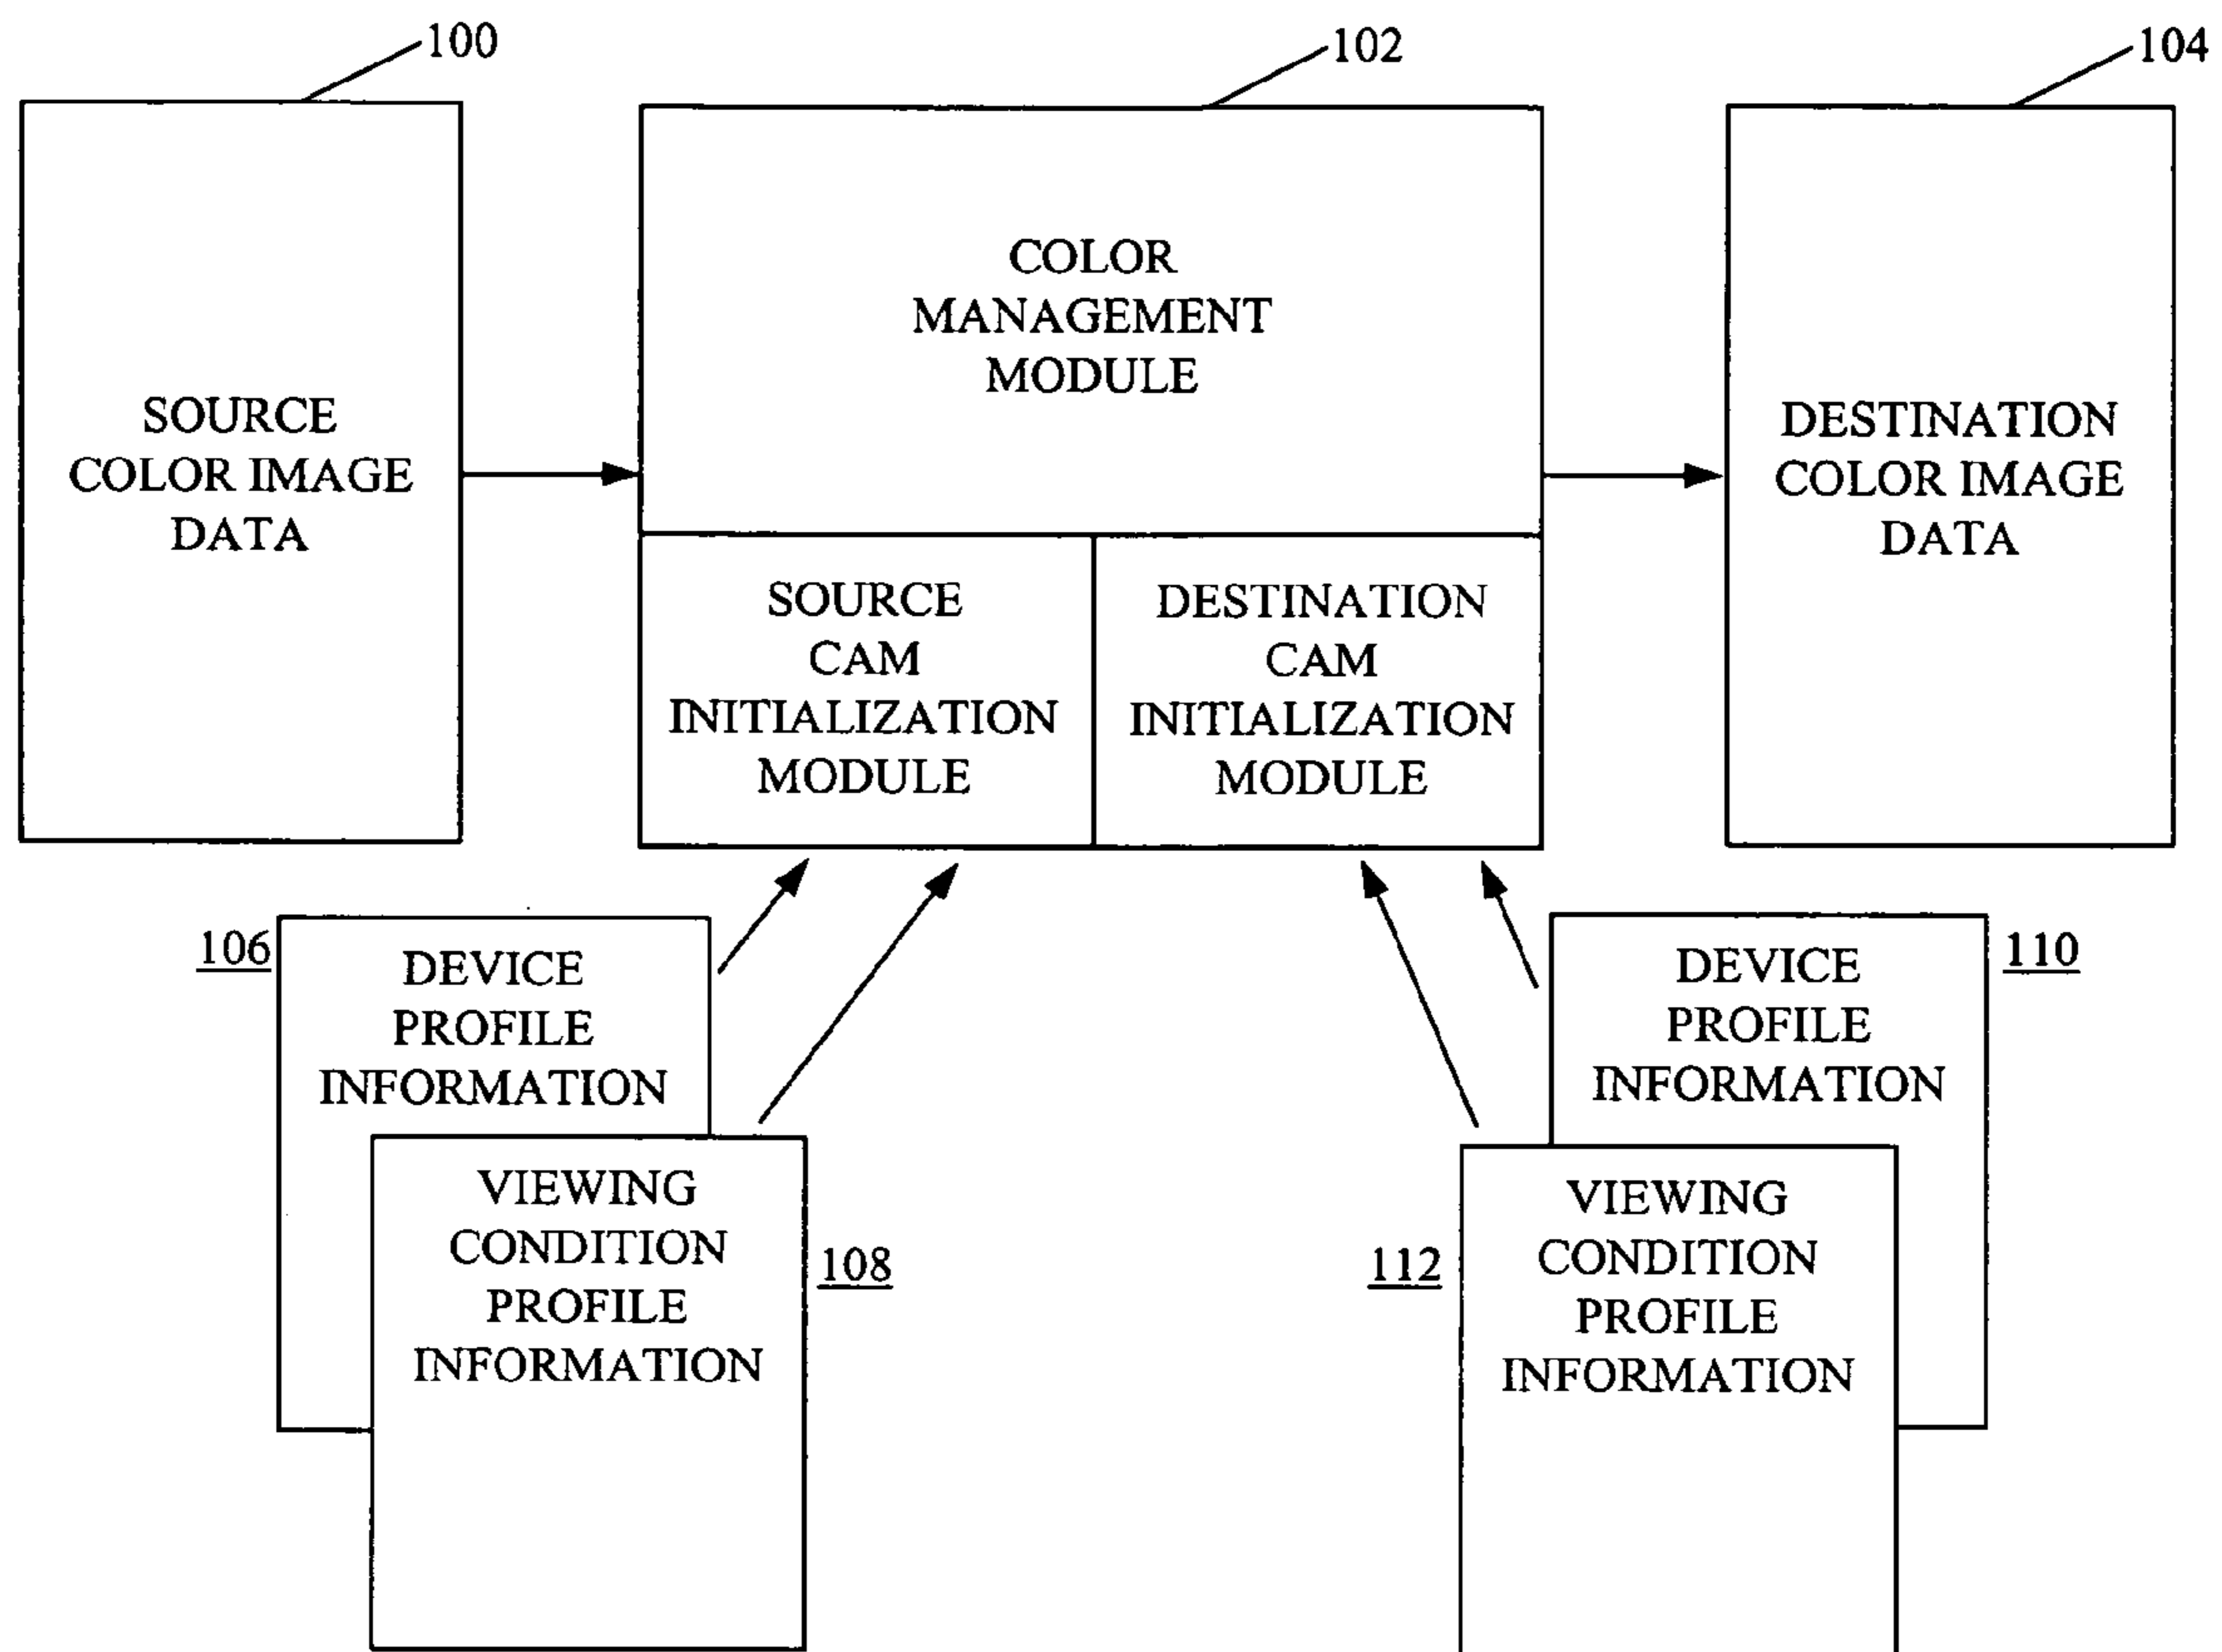 100
102
104
SOURCE
COLOR IMAGE
DATA
COLOR
MANAGEMENT
MODULE
DESTINATION
COLOR IMAGE
DATA
SOURCE
CAM
INITIALIZATION
MODULE
DESTINATION
CAM
INITIALIZATION
MODULE
106
DEVICE
PROFILE
INFORMATION
VIEWING
CONDITION
PROFILE
INFORMATION
108
DEVICE
PROFILE
INFORMATION
110
112
VIEWING
CONDITION
PROFILE
INFORMATION